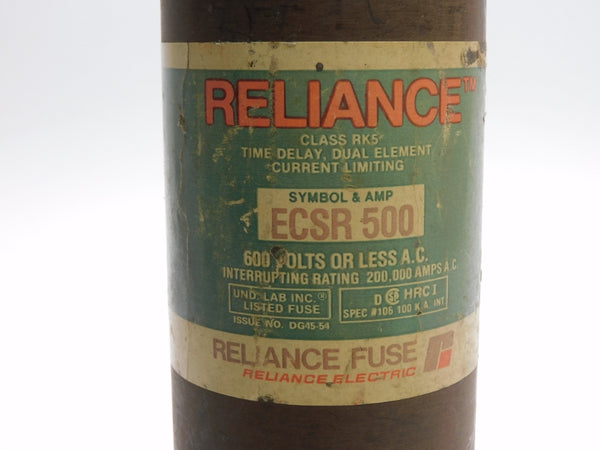 RELIANCE™
CLASS RK5
TIME DELAY, DUAL ELEMENT
CURRENT LIMITING
SYMBOL & AMP
ECSR 500
600 VOLTS OR LESS A.C.
INTERRUPTING RATING 200,000 AMPS A.C.
UND. LAB INC.®
LISTED FUSE
ISSUE NO. DG45-54
D SA HRC I
SPEC #106 100 K.A. INT.
RELIANCE FUSE
RELIANCE ELECTRIC